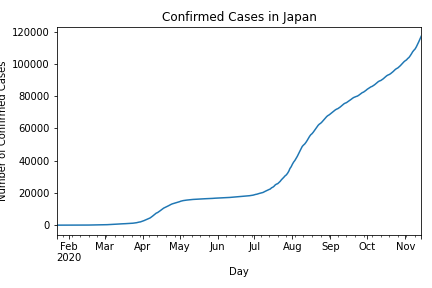 Confirmed Cases in Japan
Number of Confirmed Cases
120000
100000
80000
60000
40000
20000
0
Feb Mar Apr May Jun Jul Aug Sep Oct Nov
2020
Day